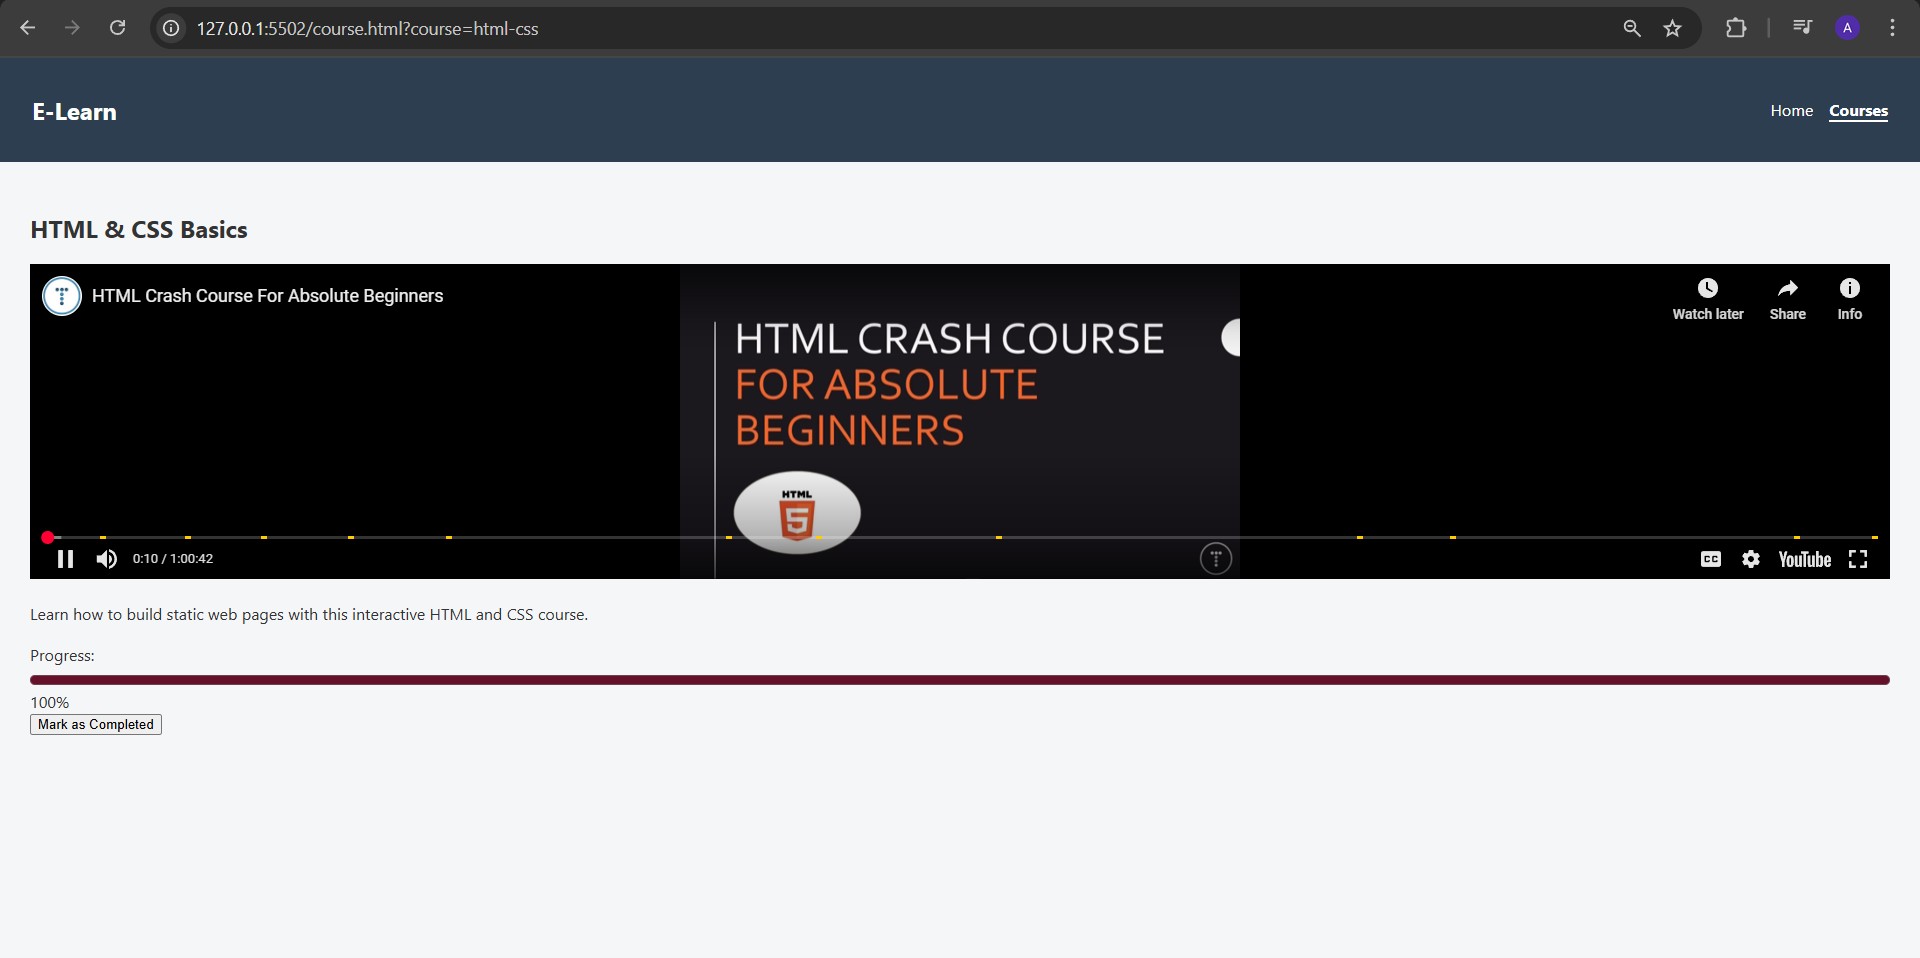 127.0.0.1:5502/course.html?course=html-css
A
E-Learn
Home Courses
HTML & CSS Basics
HTML Crash Course For Absolute Beginners
Watch later Share Info
HTML CRASH COURSE
FOR ABSOLUTE
BEGINNERS
HTML
5
0:10 / 1:00:42
CC
YouTube
Learn how to build static web pages with this interactive HTML and CSS course.
Progress:
100%
Mark as Completed